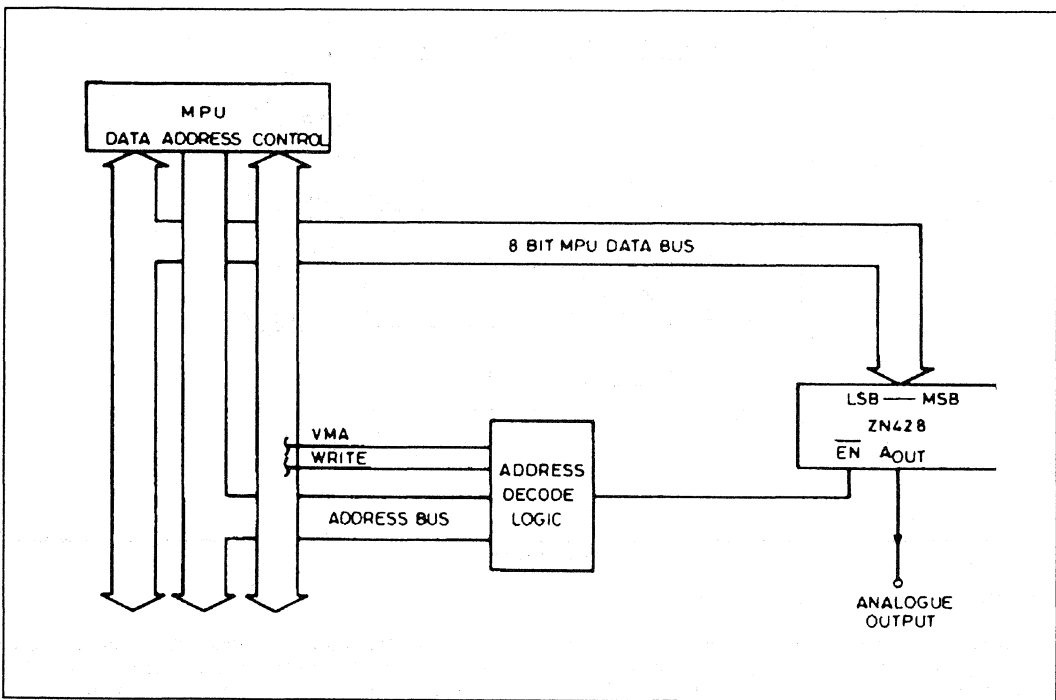 MPU
DATA ADDRESS CONTROL
8 BIT MPU DATA BUS
LSB — MSB
ZN428
EN AOUT
VMA
WRITE
ADDRESS
DECODE
LOGIC
ADDRESS BUS
ANALOGUE
OUTPUT